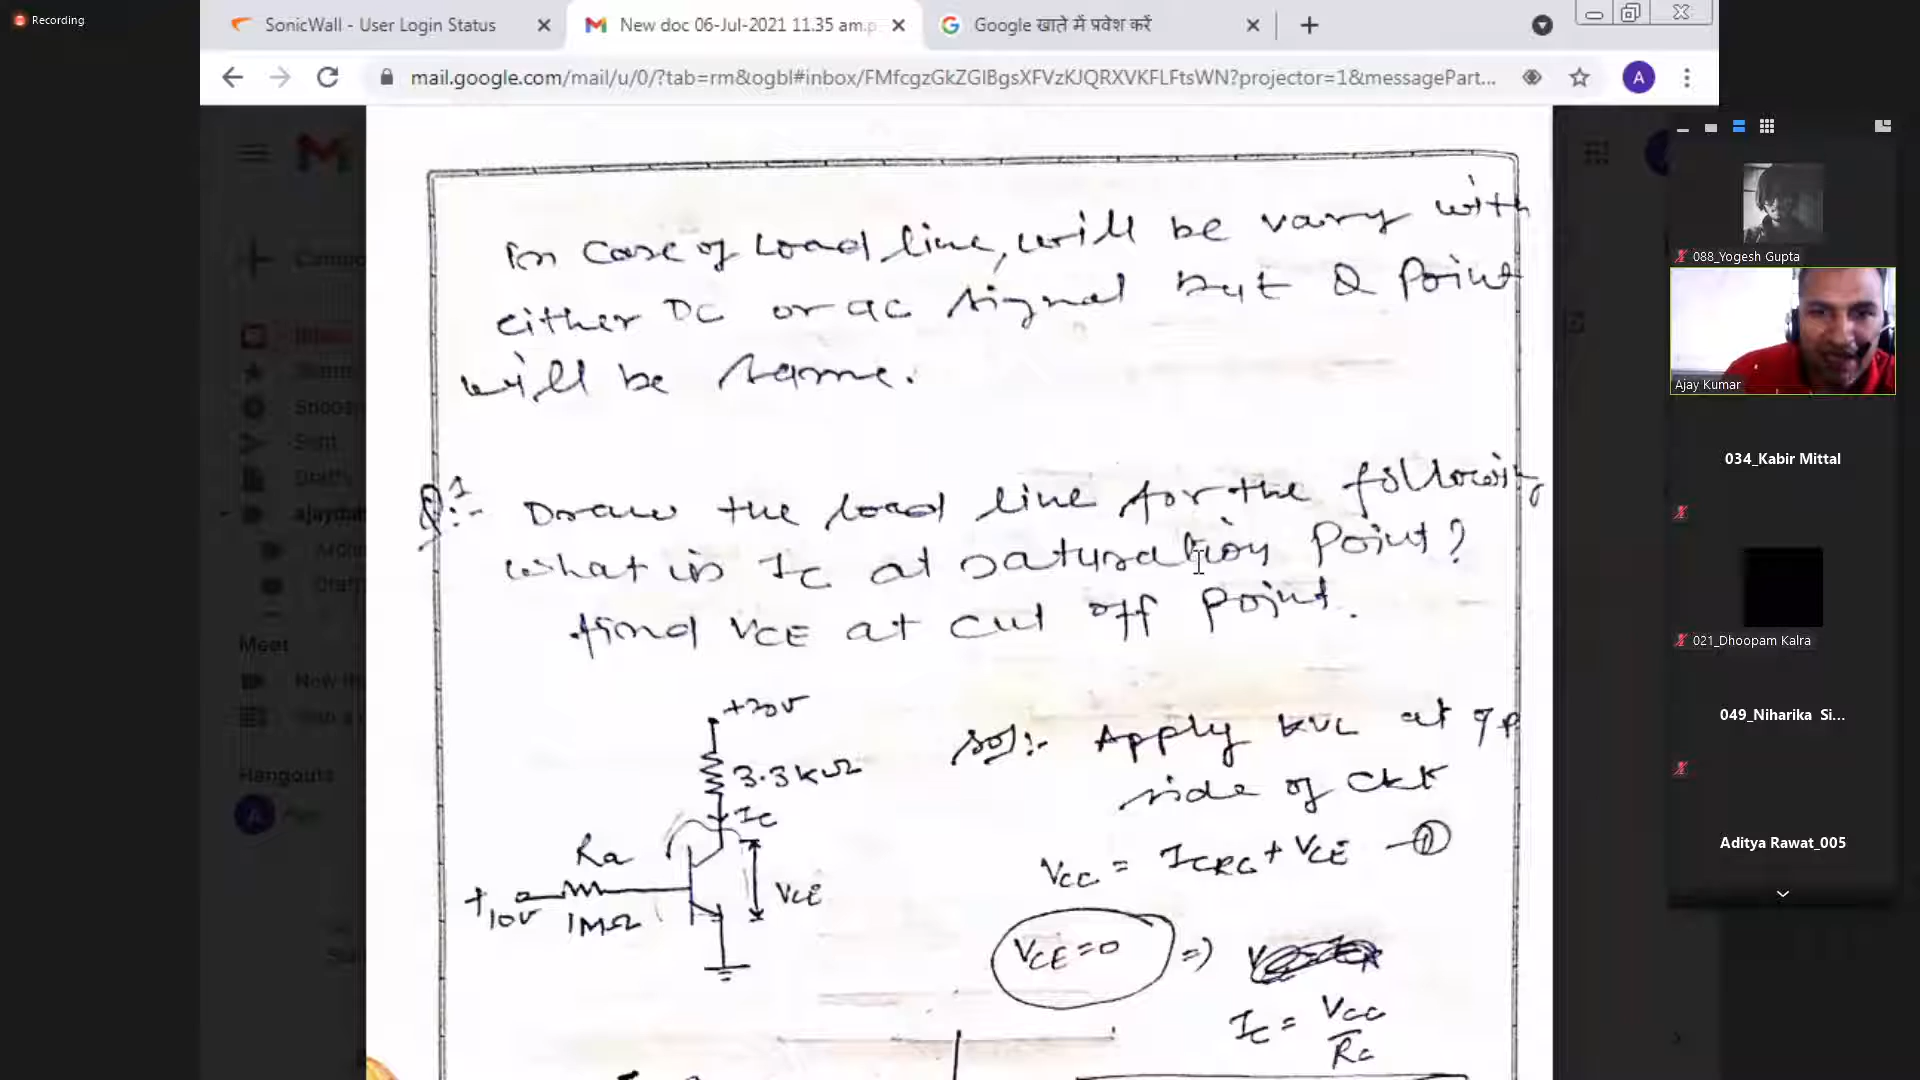 Recording
SonicWall - User Login Status
New doc 06-Jul-2021 11.35 am.p
Google खाते में प्रवेश करें
mail.google.com/mail/u/0/?tab=rm&ogbl#inbox/FMfcgzGkZGlBgsXFVzKJQRXVKFLFtsWN?projector=1&messagePart...
A
In case of Load line, will be vary with
either DC or ac signal but Q Point
will be same.
Q1:- Draw the load line for the following
what is IC at saturation Point?
find VCE at cut off point.
+20V
3.3kΩ
IC
Ra
+10V
1MΩ
VCE
Sol:- Apply KVL at o/p
side of ckt
VCC = ICRC + VCE - ①
VCE=0 =>
IC = VCC
RC
Meet
Hangouts
088_Yogesh Gupta
Ajay Kumar
034_Kabir Mittal
021_Dhoopam Kalra
049_Niharika Si...
Aditya Rawat_005